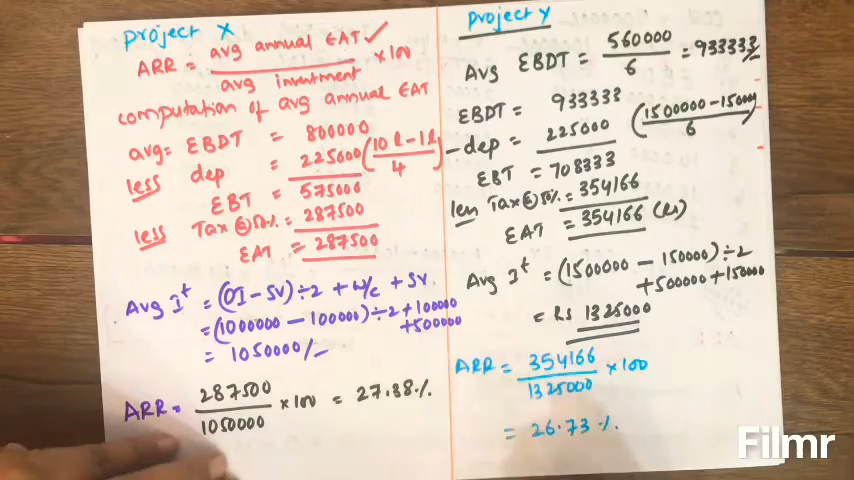 project X
ARR = avg annual EAT ✓ / avg investment × 100
computation of avg annual EAT
avg = EBDT = 800000
less dep = 225000 (10 l - 1 l / 4)
EBT = 575000
less Tax @ 50% = 287500
EAT = 287500
Avg It = (OI - SV) ÷ 2 + W/c + SV
= (1000000 - 100000) ÷ 2 + 100000
+500000
= 1050000/-
ARR = 287500 / 1050000 × 100 = 27.38%
project Y
Avg EBDT = 560000 / 6 = 933333/-
EBDT = 933333
- dep = 225000 (1500000 - 150000 / 6)
EBT = 708333
less Tax @ 50% = 354166
EAT = 354166 (Rs)
Avg It = (1500000 - 150000) ÷ 2
+ 500000 + 150000
= Rs 1325000
ARR = 354166 / 1325000 × 100
= 26.73%
Filmr